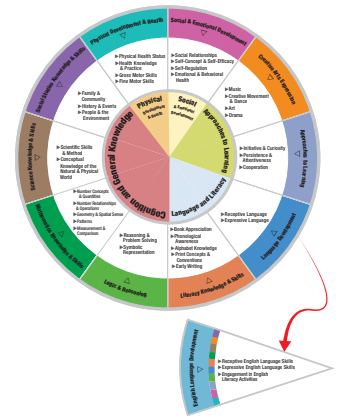 Physical Development & Health
Social & Emotional Development
Creative Arts Expression
Approaches to Learning
Language Development
Literacy Knowledge & Skills
Logic & Reasoning
Mathematics Knowledge & Skills
Science Knowledge & Skills
Social Studies Knowledge & Skills
▶Physical Health Status
▶Health Knowledge
& Practice
▶Gross Motor Skills
▶Fine Motor Skills
▶Social Relationships
▶Self-Concept & Self-Efficacy
▶Self-Regulation
▶Emotional & Behavioral
Health
▶Music
▶Creative Movement
& Dance
▶Art
▶Drama
▶Initiative & Curiosity
▶Persistence &
Attentiveness
▶Cooperation
▶Receptive Language
▶Expressive Language
▶Book Appreciation
▶Phonological
Awareness
▶Alphabet Knowledge
▶Print Concepts &
Conventions
▶Early Writing
▶Reasoning &
Problem Solving
▶Symbolic
Representation
▶Number Concepts
& Quantities
▶Number Relationships
& Operations
▶Geometry & Spatial Sense
▶Patterns
▶Measurement &
Comparison
▶Scientific Skills
& Method
▶Conceptual
Knowledge of the
Natural & Physical
World
▶Family &
Community
▶History & Events
▶People & the
Environment
Physical
Development
& Health
Social
& Emotional
Development
Approaches to Learning
Language and Literacy
Cognition and General Knowledge
English Language Development
▶Receptive English Language Skills
▶Expressive English Language Skills
▶Engagement in English
Literacy Activities